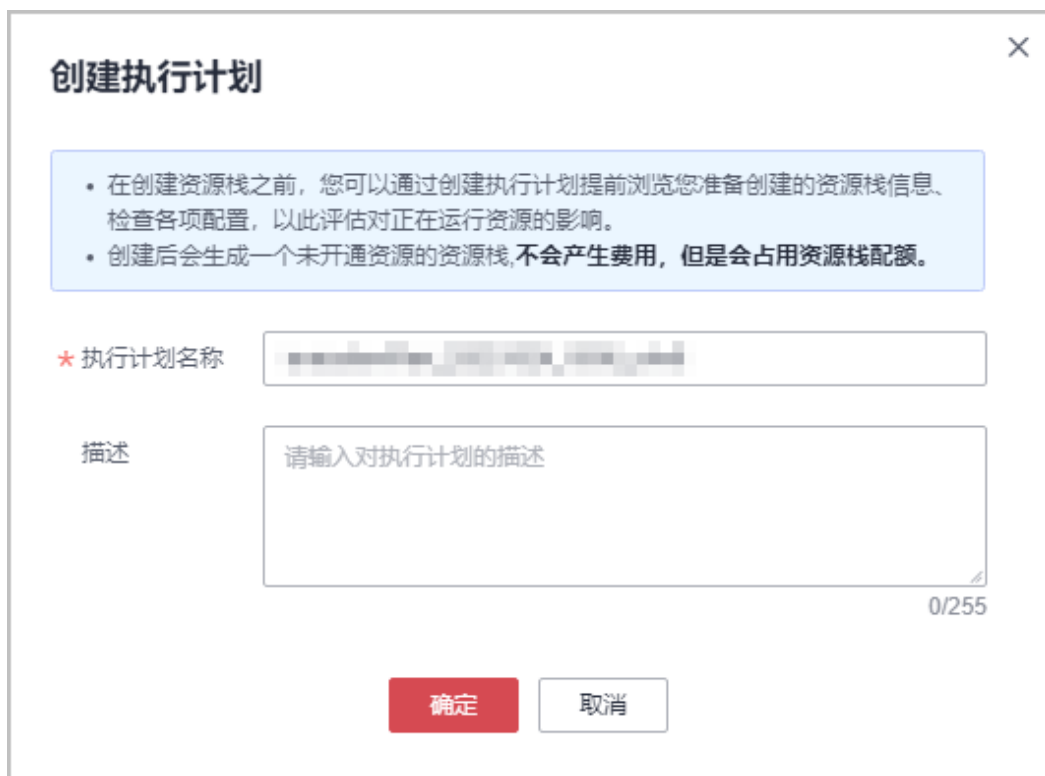 创建执行计划
• 在创建资源栈之前，您可以通过创建执行计划提前浏览您准备创建的资源栈信息、
检查各项配置，以此评估对正在运行资源的影响。
• 创建后会生成一个未开通资源的资源栈,不会产生费用，但是会占用资源栈配额。
* 执行计划名称
描述
请输入对执行计划的描述
0/255
确定
取消